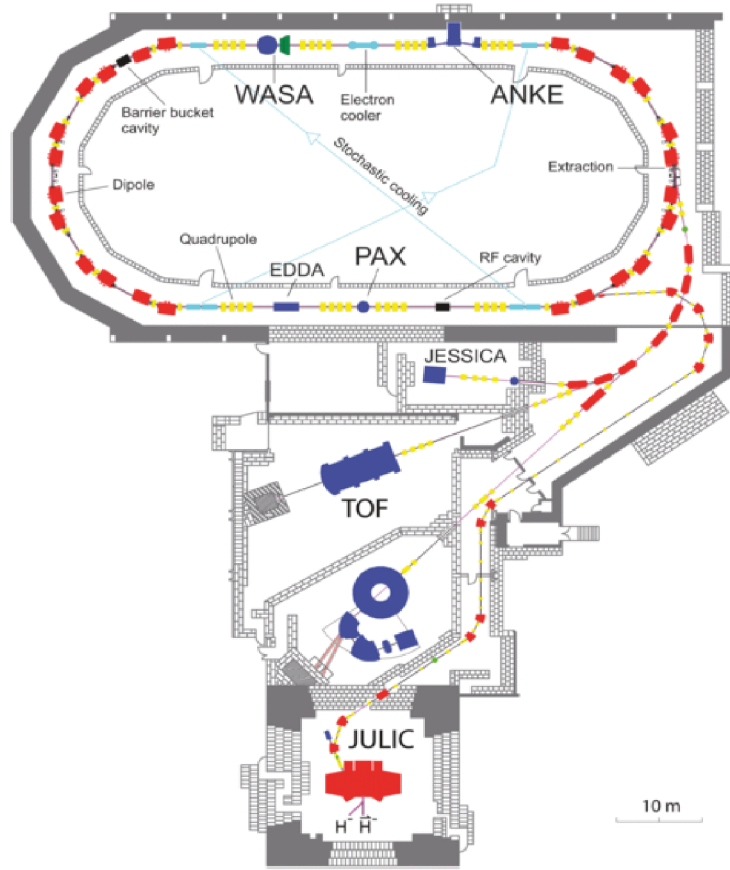 WASA
Electron
cooler
ANKE
Barrier bucket
cavity
Stochastic cooling
Extraction
Dipole
Quadrupole
EDDA
PAX
RF cavity
JESSICA
TOF
JULIC
10 m
H⁻ H⁻